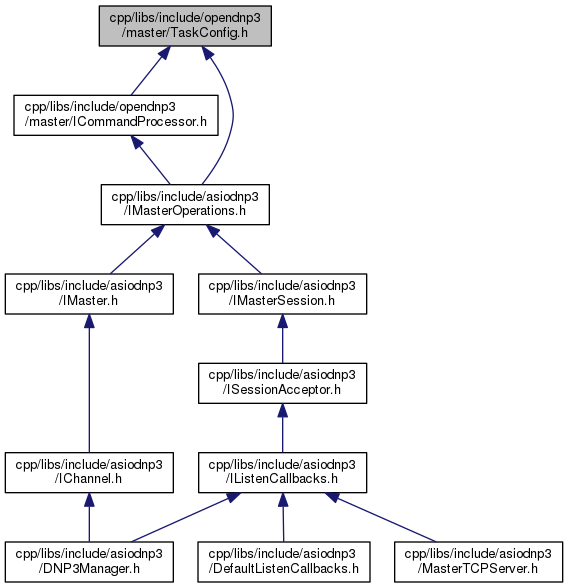 cpp/libs/include/opendnp3
/master/TaskConfig.h
cpp/libs/include/opendnp3
/master/ICommandProcessor.h
cpp/libs/include/asiodnp3
/IMasterOperations.h
cpp/libs/include/asiodnp3
/IMaster.h
cpp/libs/include/asiodnp3
/IMasterSession.h
cpp/libs/include/asiodnp3
/ISessionAcceptor.h
cpp/libs/include/asiodnp3
/IChannel.h
cpp/libs/include/asiodnp3
/IListenCallbacks.h
cpp/libs/include/asiodnp3
/DNP3Manager.h
cpp/libs/include/asiodnp3
/DefaultListenCallbacks.h
cpp/libs/include/asiodnp3
/MasterTCPServer.h